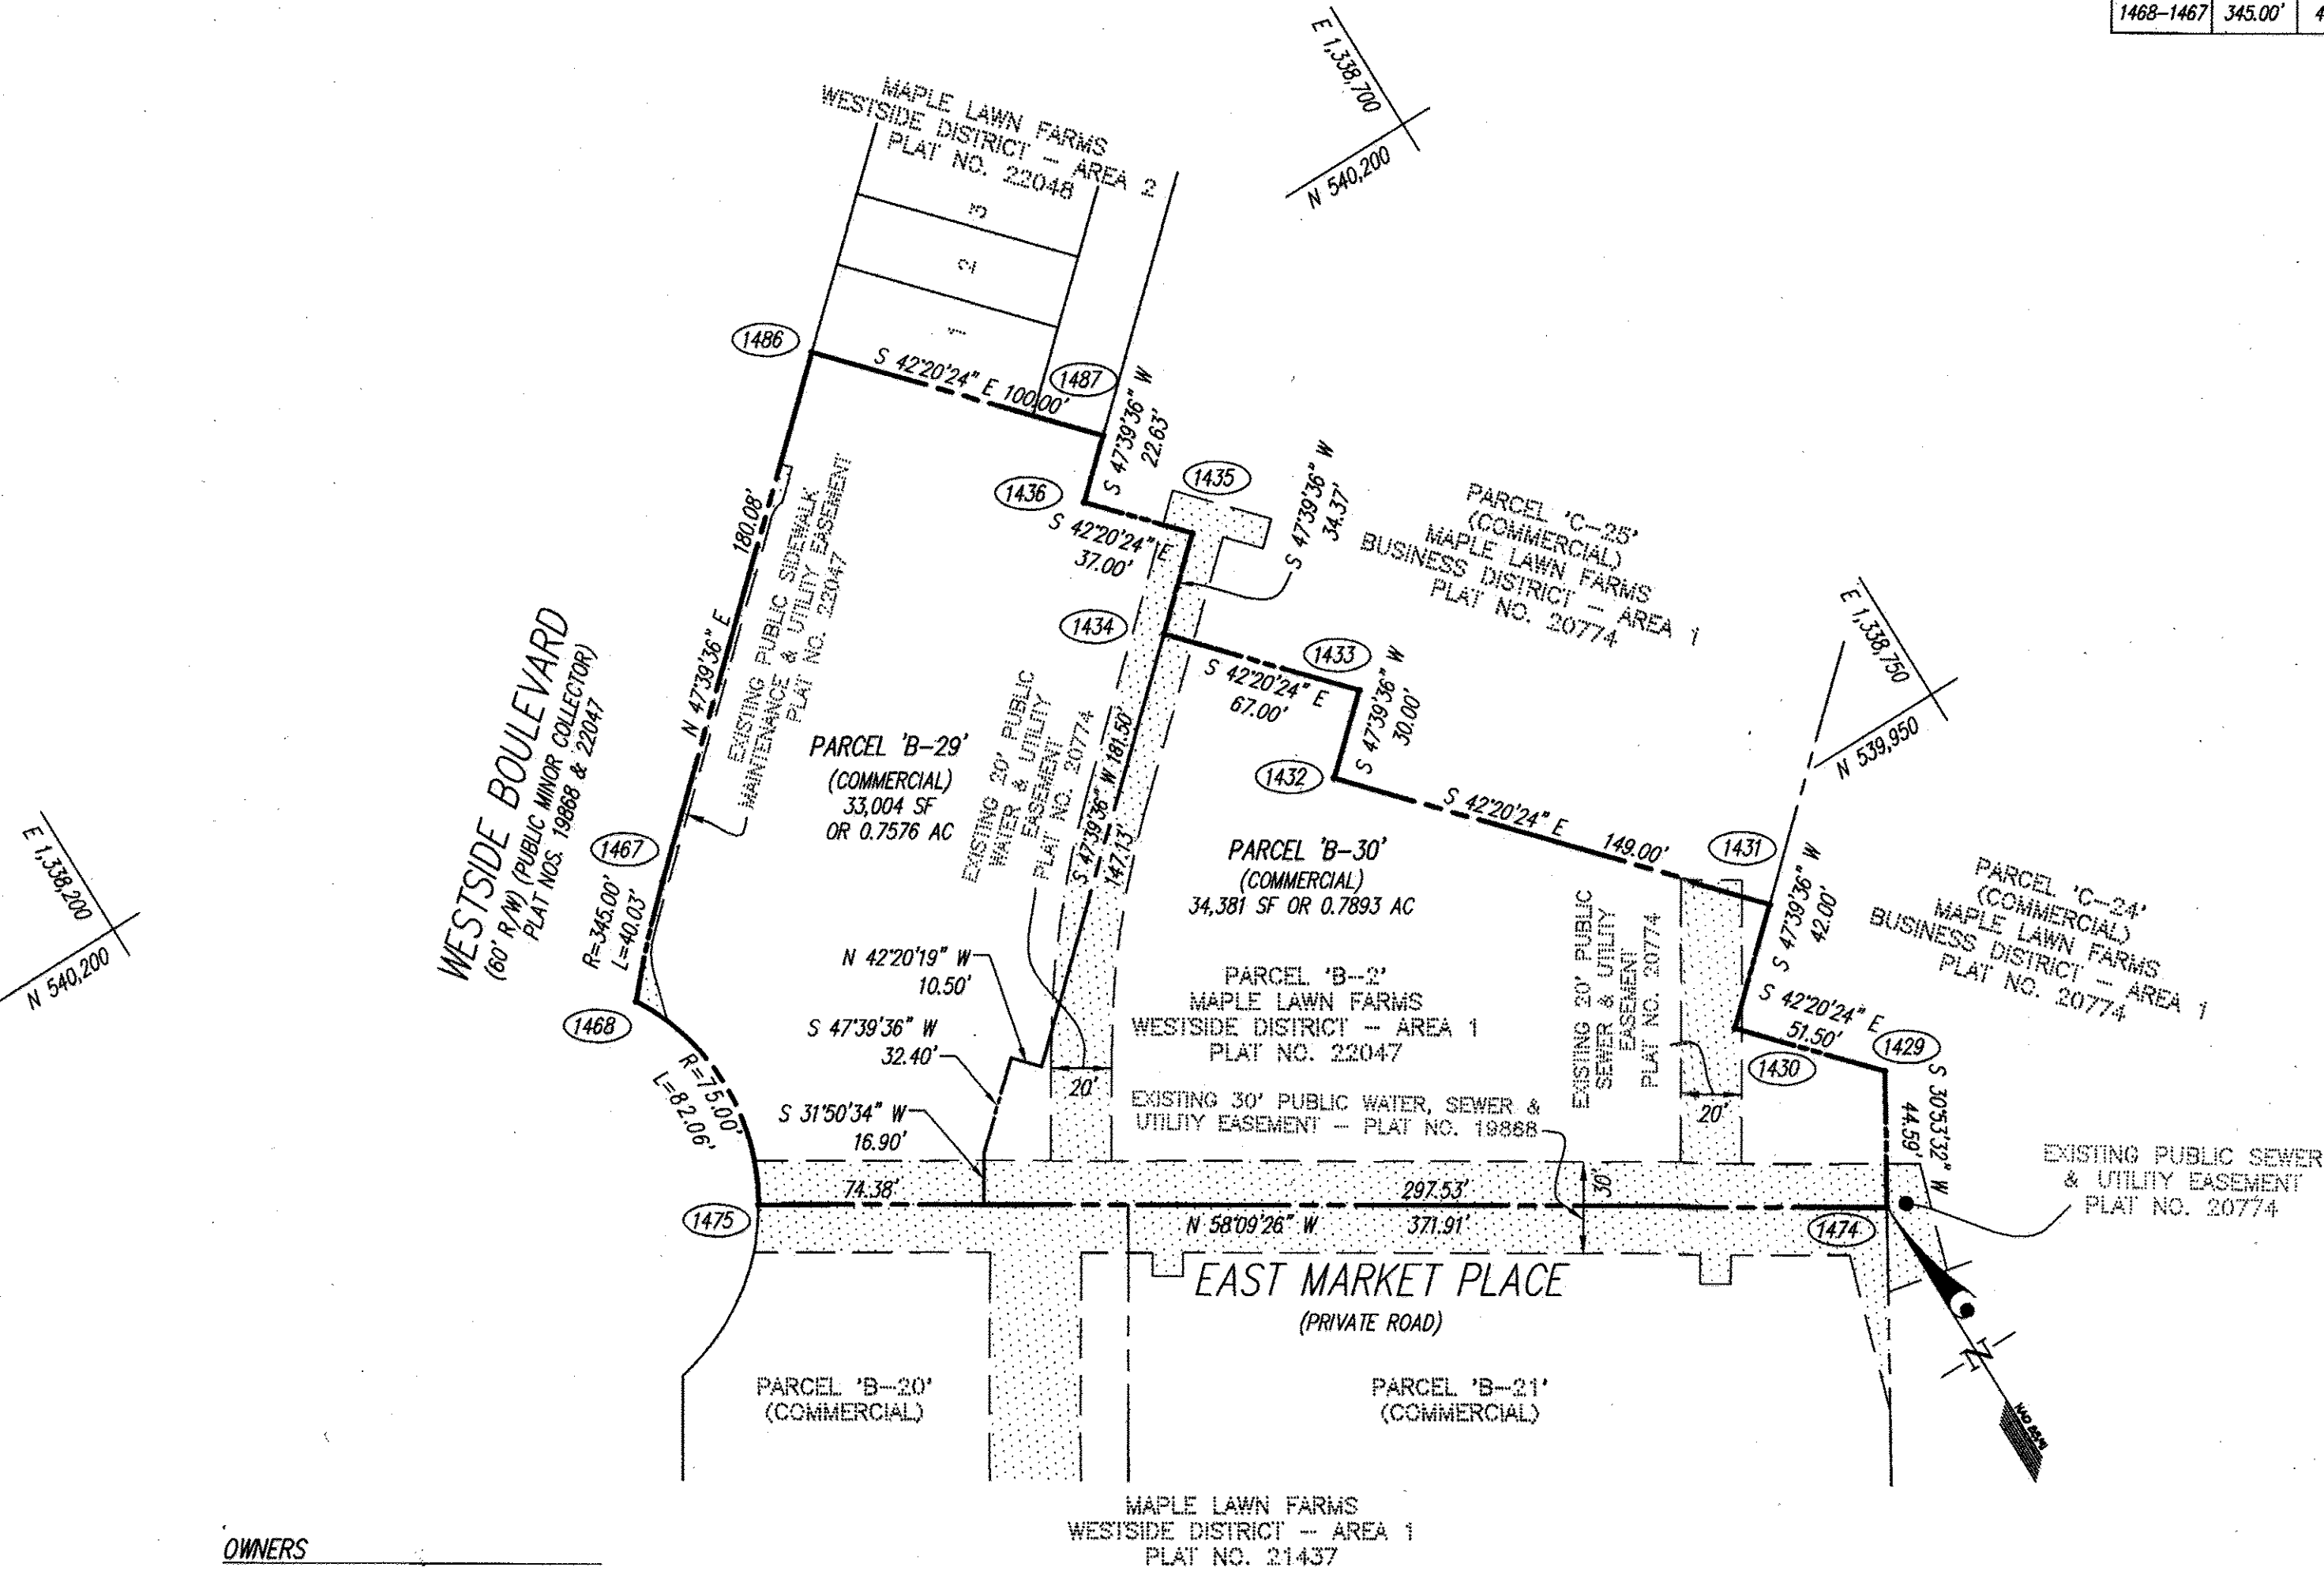 1468-1467 345.00' 4
E 1,338,700
N 540,200
MAPLE LAWN FARMS
WESTSIDE DISTRICT - AREA 2
PLAT NO. 22048
3
2
1
1486
S 42°20'24" E 100.00'
1487
S 47°39'36" W
22.63'
1436
1435
S 42°20'24" E
37.00'
S 47°39'36" W
34.37'
PARCEL 'C-25'
(COMMERCIAL)
MAPLE LAWN FARMS
BUSINESS DISTRICT - AREA 1
PLAT NO. 20774
180.08'
N 47°39'36" E
EXISTING PUBLIC SIDEWALK
MAINTENANCE & UTILITY EASEMENT
PLAT NO. 22047
1434
1433
S 42°20'24" E
67.00'
S 47°39'36" W
30.00'
1432
E 1,338,750
N 539,950
WESTSIDE BOULEVARD
(60' R/W) (PUBLIC MINOR COLLECTOR)
PLAT NOS. 19868 & 22047
PARCEL 'B-29'
(COMMERCIAL)
33,004 SF
OR 0.7576 AC
EXISTING 20' PUBLIC
WATER & UTILITY
EASEMENT
PLAT NO. 20774
S 47°39'36" W 181.50'
147.13'
S 42°20'24" E 149.00'
1431
PARCEL 'B-30'
(COMMERCIAL)
34,381 SF OR 0.7893 AC
1467
R=345.00'
L=40.03'
E 1,338,200
N 540,200
1468
R=75.00'
L=82.06'
N 42°20'19" W
10.50'
S 47°39'36" W
32.40'
S 31°50'34" W
16.90'
20'
PARCEL 'B-2'
MAPLE LAWN FARMS
WESTSIDE DISTRICT - AREA 1
PLAT NO. 22047
EXISTING 30' PUBLIC WATER, SEWER &
UTILITY EASEMENT - PLAT NO. 19868
EXISTING 20' PUBLIC
SEWER & UTILITY
EASEMENT
PLAT NO. 20774
20'
S 47°39'36" W
42.00'
PARCEL 'C-24'
(COMMERCIAL)
MAPLE LAWN FARMS
BUSINESS DISTRICT - AREA 1
PLAT NO. 20774
S 42°20'24" E
51.50'
1430
1429
S 30°53'32" W
44.59'
EXISTING PUBLIC SEWER
& UTILITY EASEMENT
PLAT NO. 20774
1475
74.38'
297.53'
30'
N 58°09'26" W 371.91'
1474
EAST MARKET PLACE
(PRIVATE ROAD)
N
PARCEL 'B-20'
(COMMERCIAL)
PARCEL 'B-21'
(COMMERCIAL)
MAPLE LAWN FARMS
WESTSIDE DISTRICT - AREA 1
PLAT NO. 21437
OWNERS